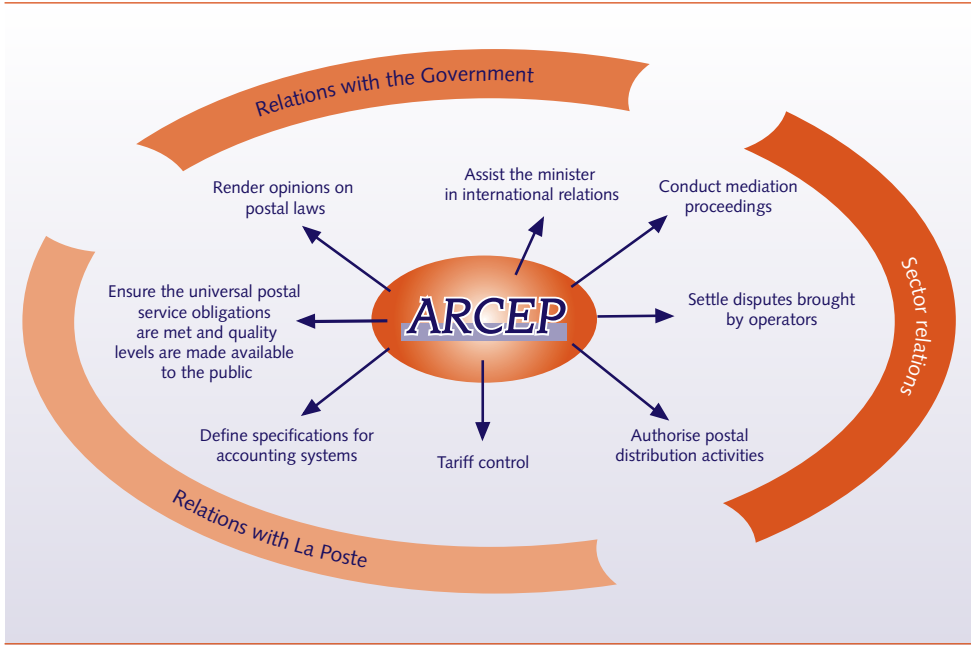 Relations with the Government
Assist the minister
in international relations
Render opinions on
postal laws
Conduct mediation
proceedings
Sector relations
Ensure the universal postal
service obligations
are met and quality
levels are made available
to the public
ARCEP
Settle disputes brought
by operators
Define specifications for
accounting systems
Tariff control
Authorise postal
distribution activities
Relations with La Poste